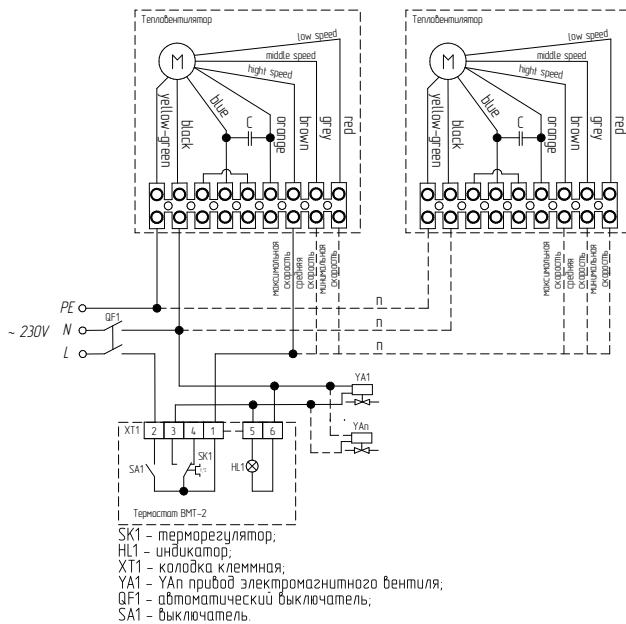 Тепловентилятор
M
low speed
middle speed
hight speed
yellow-green
black
blue
C
orange
brown
grey
red
максимальная
скорость
средняя
скорость
минимальная
скорость
Тепловентилятор
M
low speed
middle speed
hight speed
yellow-green
black
blue
C
orange
brown
grey
red
максимальная
скорость
средняя
скорость
минимальная
скорость
PE
n
~ 230V N QF1
n
L
n
YA1
YAn
XT1 2 3 4 1 5 6
SA1
SK1
t°C
HL1
Термостат ВМТ-2
SK1 – терморегулятор;
HL1 – индикатор;
XT1 – колодка клеммная;
YA1 – YAn привод электромагнитного вентиля;
QF1 – автоматический выключатель;
SA1 – выключатель.